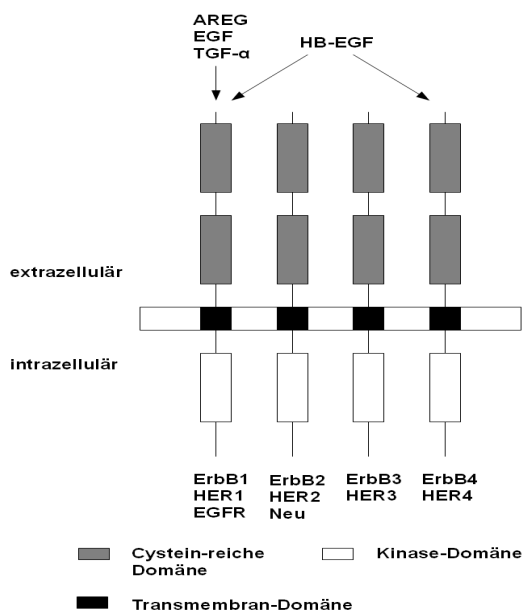 AREG
EGF
TGF-α
HB-EGF
extrazellulär
intrazellulär
ErbB1
HER1
EGFR
ErbB2
HER2
Neu
ErbB3
HER3
ErbB4
HER4
Cystein-reiche
Domäne
Kinase-Domäne
Transmembran-Domäne